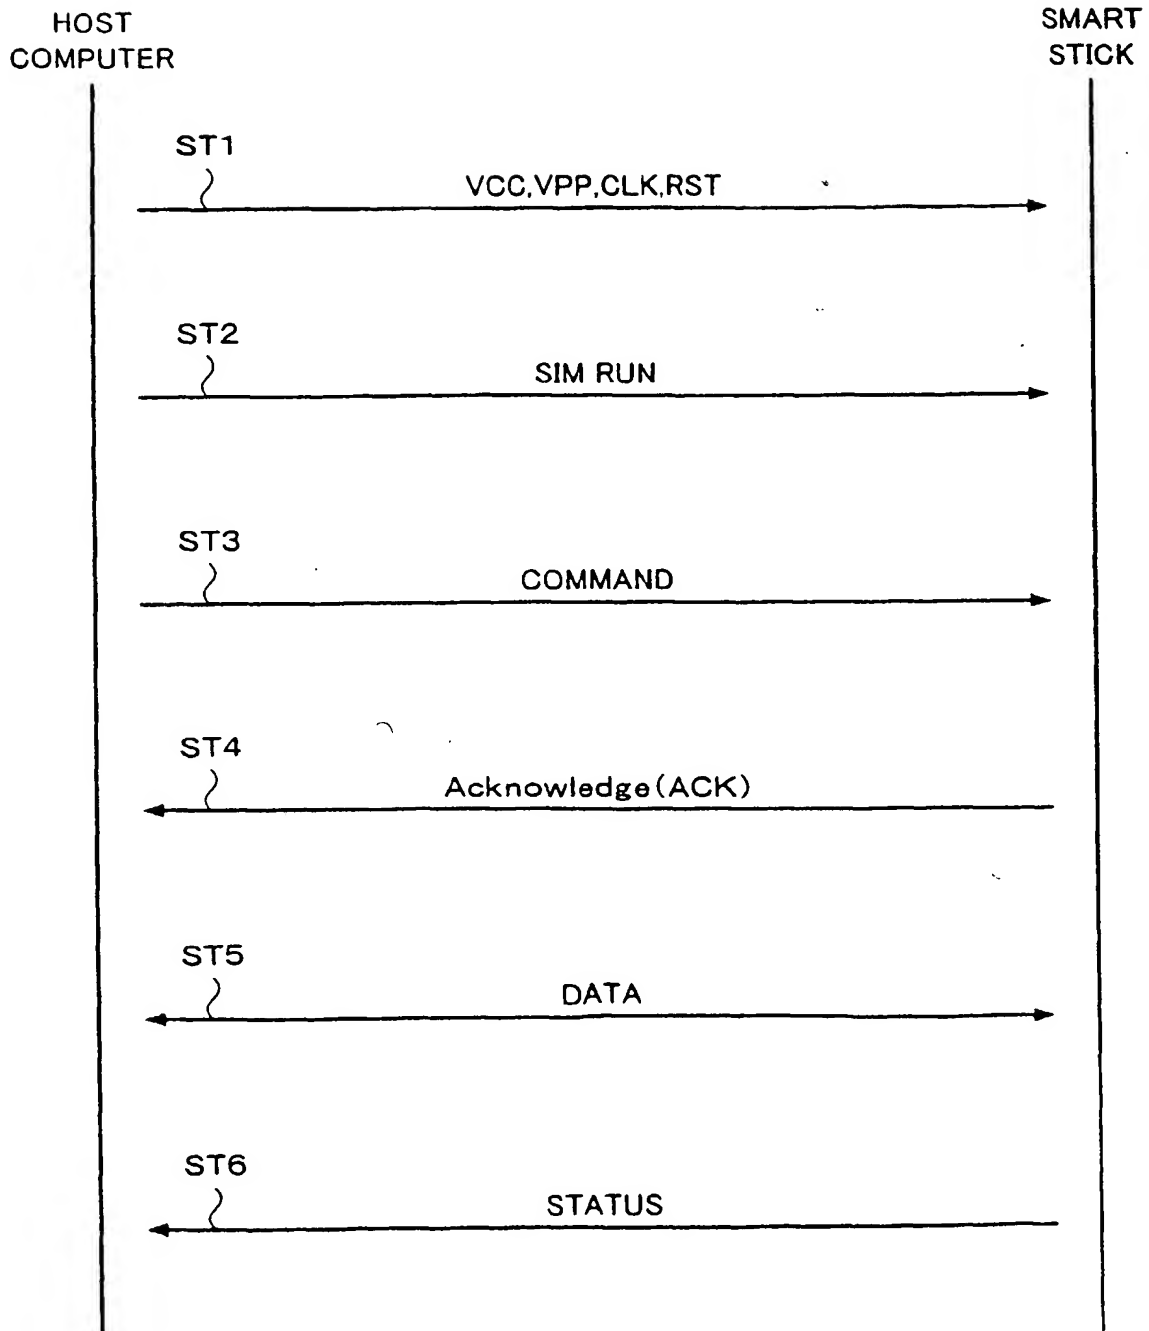 HOST
COMPUTER
SMART
STICK
ST1
VCC,VPP,CLK,RST
ST2
SIM RUN
ST3
COMMAND
ST4
Acknowledge(ACK)
ST5
DATA
ST6
STATUS